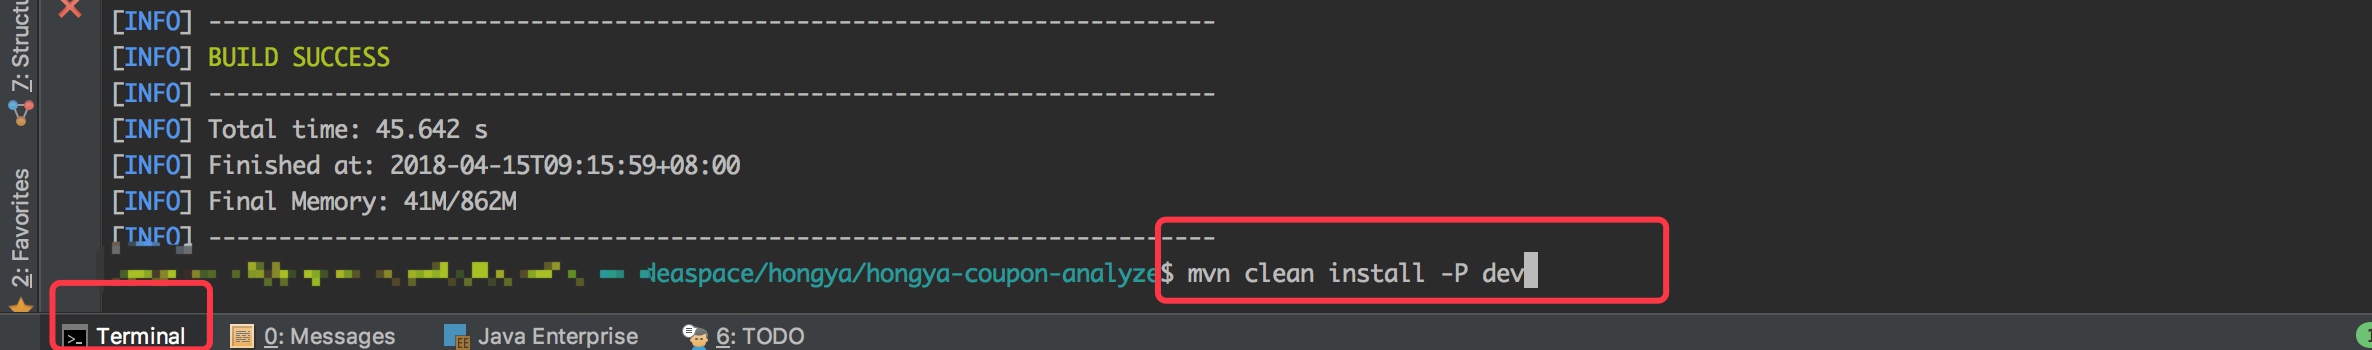 7: Structu
[INFO] ------------------------------------------------------------------------
[INFO] BUILD SUCCESS
[INFO] ------------------------------------------------------------------------
[INFO] Total time: 45.642 s
[INFO] Finished at: 2018-04-15T09:15:59+08:00
[INFO] Final Memory: 41M/862M
[INFO] ------------------------------------------------------------------------
deaspace/hongya/hongya-coupon-analyze$ mvn clean install -P dev
2: Favorites
Terminal 0: Messages Java Enterprise 6: TODO